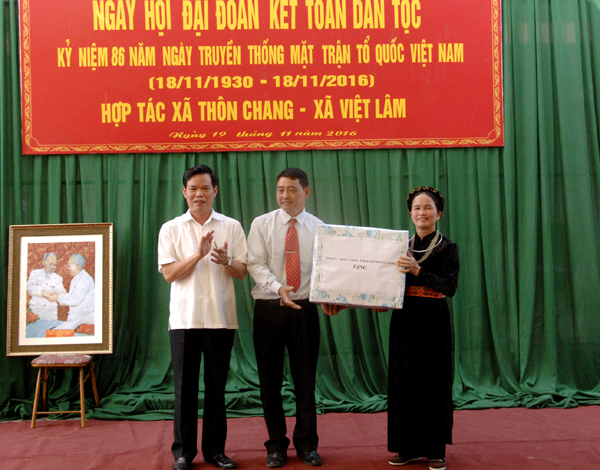 NGÀY HỘI ĐẠI ĐOÀN KẾT TOÀN DÂN TỘC
KỶ NIỆM 86 NĂM NGÀY TRUYỀN THỐNG MẶT TRẬN TỔ QUỐC VIỆT NAM
(18/11/1930 - 18/11/2016)
HỢP TÁC XÃ THÔN CHANG - XÃ VIỆT LÂM
Ngày 19 tháng 11 năm 2016
TẶNG